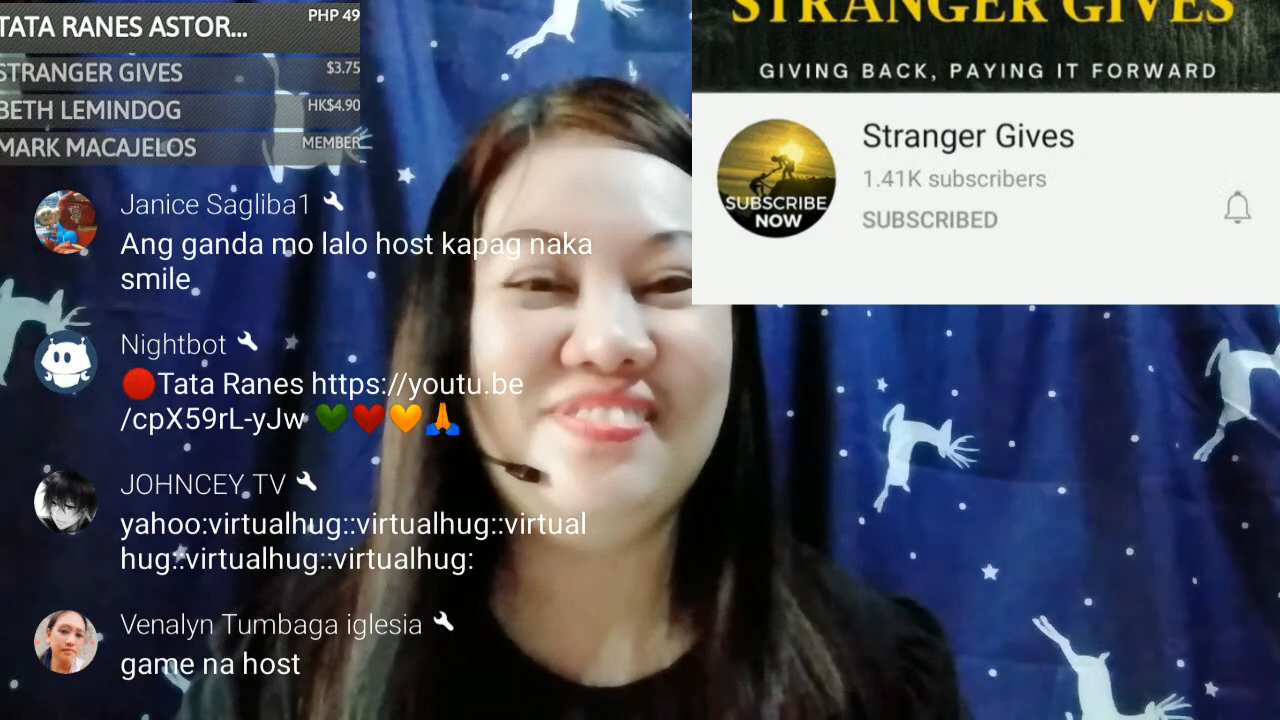 TATA RANES ASTOR... PHP 49
STRANGER GIVES $3.75
BETH LEMINDOG HK$4.90
MARK MACAJELOS MEMBER
Janice Sagliba1
Ang ganda mo lalo host kapag naka
smile
Nightbot
🔴Tata Ranes https://youtu.be
/cpX59rL-yJw 💚❤️🧡🙏
JOHNCEY TV
yahoo:virtualhug::virtualhug::virtual
hug::virtualhug::virtualhug:
Venalyn Tumbaga iglesia
game na host
STRANGER GIVES
GIVING BACK, PAYING IT FORWARD
SUBSCRIBE
NOW
Stranger Gives
1.41K subscribers
SUBSCRIBED